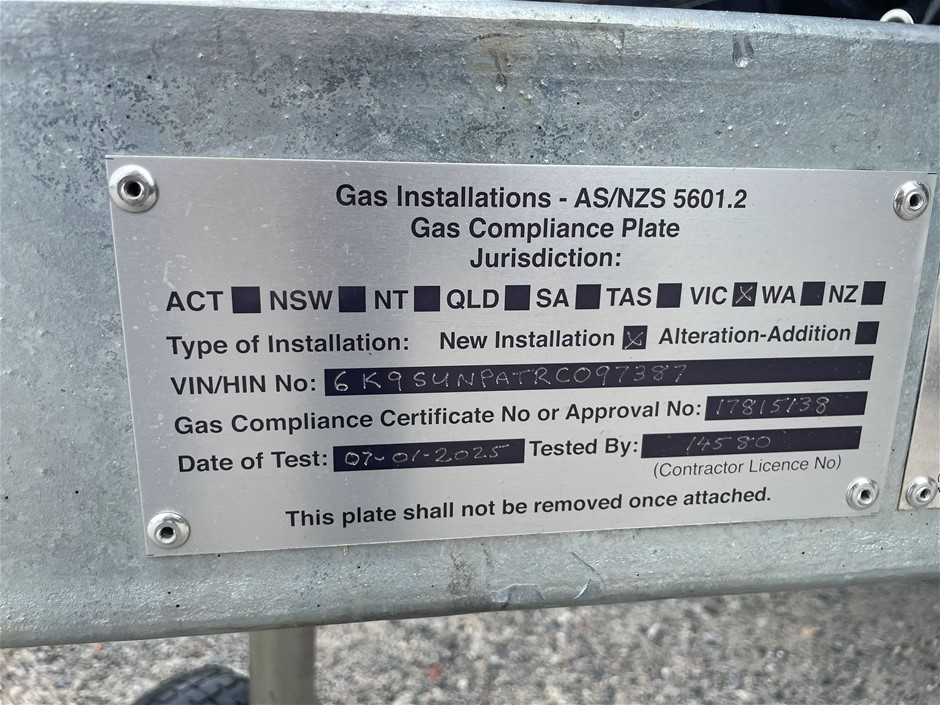 Gas Installations - AS/NZS 5601.2
Gas Compliance Plate
Jurisdiction:
ACT NSW NT QLD SA TAS VIC X WA NZ
Type of Installation: New Installation X Alteration-Addition
VIN/HIN No: 6K9SUNPATRC097387
Gas Compliance Certificate No or Approval No: 17815138
Date of Test: 07-01-2025 Tested By: 14580
(Contractor Licence No)
This plate shall not be removed once attached.